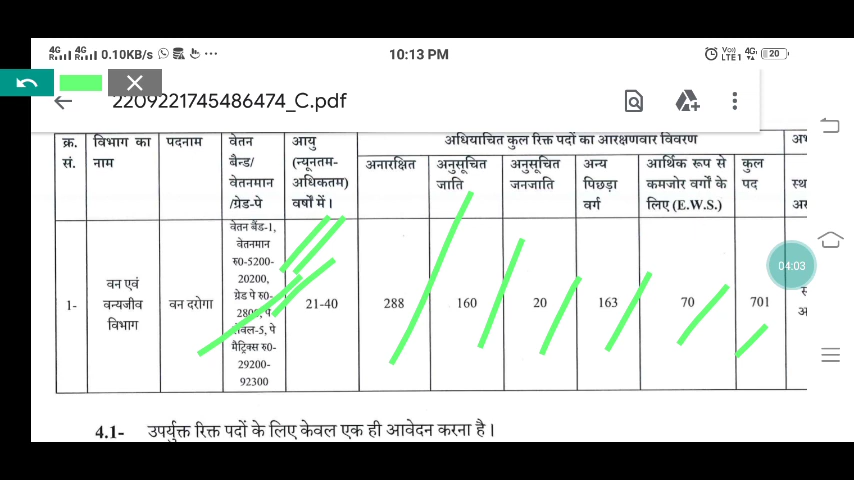 4G 4G 0.10KB/s ... 10:13 PM Vo) LTE1 4G 20
2209221745486474_C.pdf
क्र. सं.
विभाग का नाम
पदनाम
वेतन बैन्ड/ वेतनमान /ग्रेड-पे
आयु (न्यूनतम-अधिकतम) वर्षों में।
अधियाचित कुल रिक्त पदों का आरक्षणवार विवरण
अनारक्षित
अनुसूचित जाति
अनुसूचित जनजाति
अन्य पिछड़ा वर्ग
आर्थिक रूप से कमजोर वर्गो के लिए (E.W.S.)
कुल पद
1-
वन एवं वन्यजीव विभाग
वन दरोगा
वेतन बैंड-1,
वेतनमान
रु0-5200-
20200,
ग्रेड पे रु0-
मैट्रिक्स रु0-
29200-
92300
21-40
288
160
20
163
70
701
04:03
4.1- उपर्युक्त रिक्त पदों के लिए केवल एक ही आवेदन करना है।